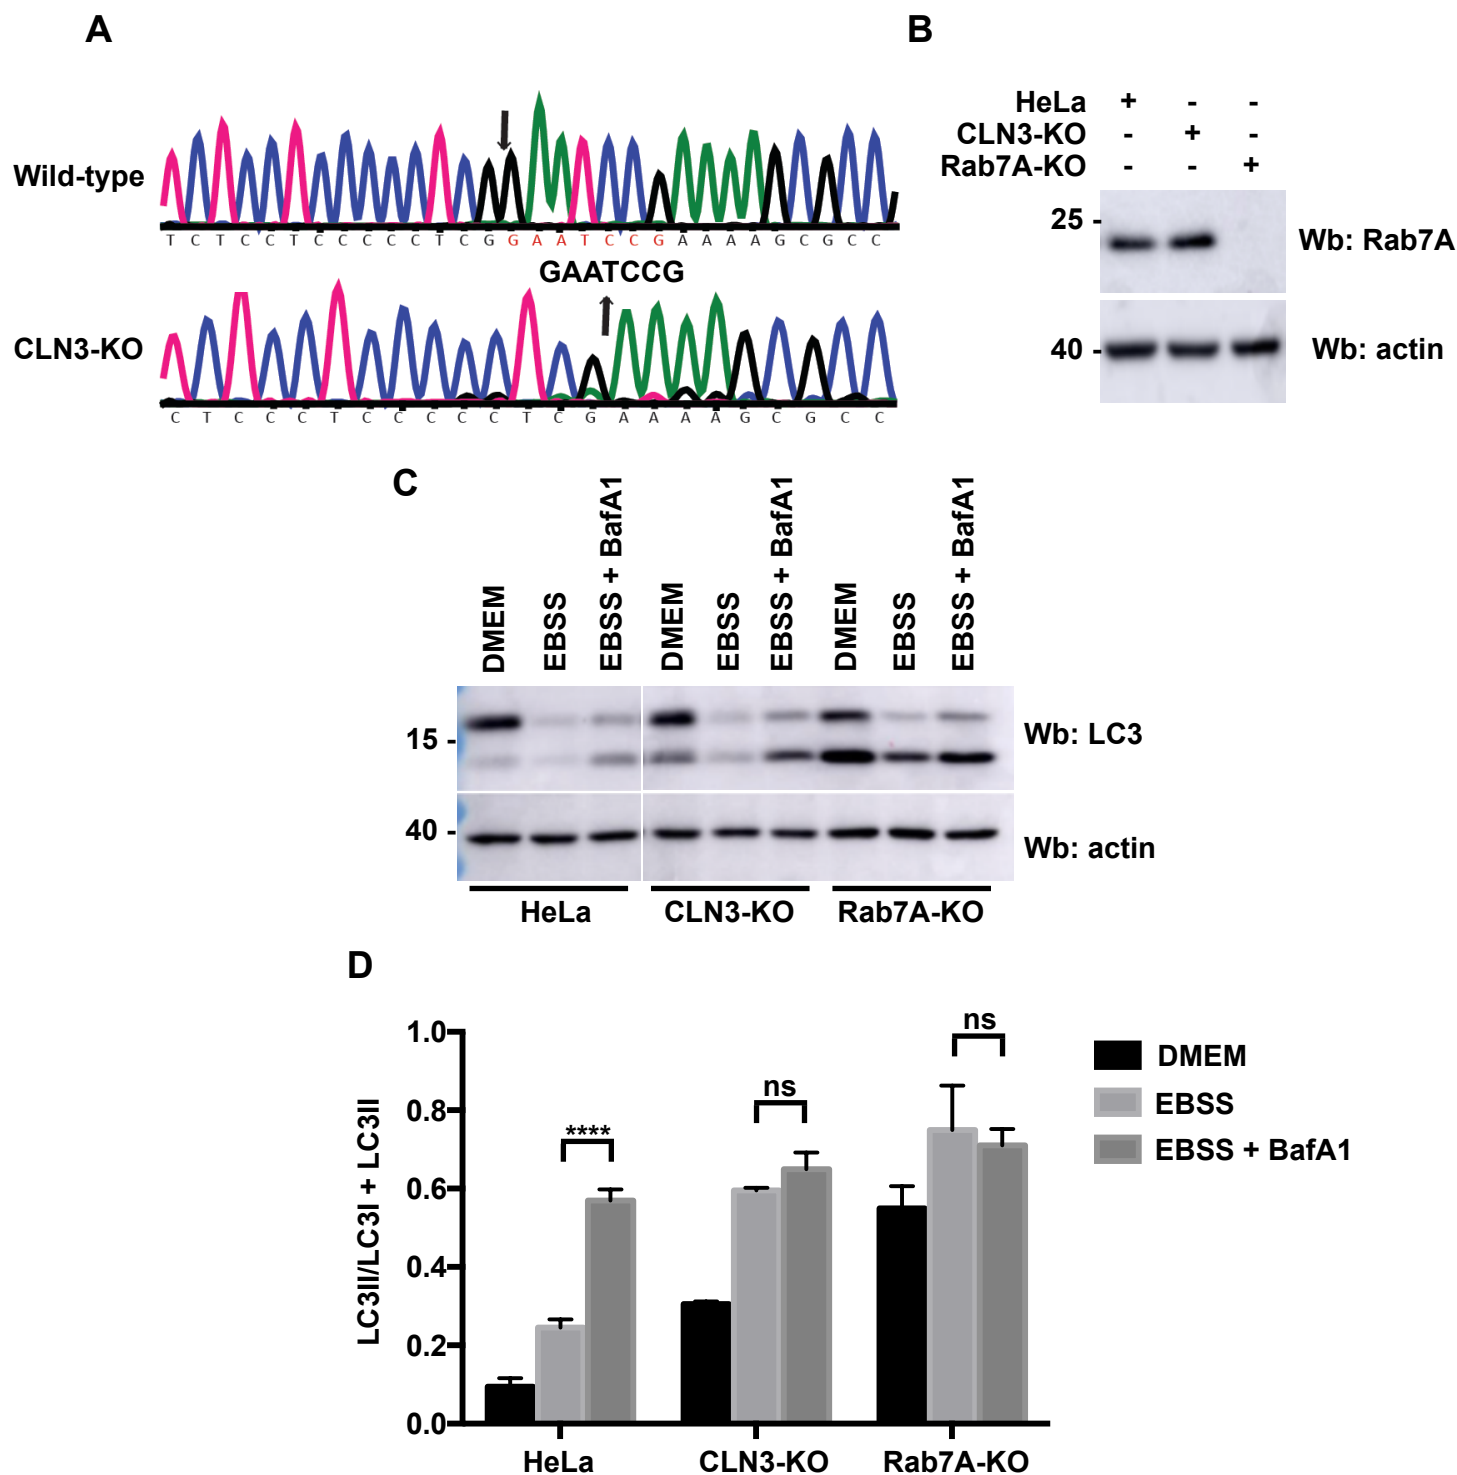 A
B
Wild-type
T C T C C T C C C C C T C G G A A T C C G A A A A G C G C C
GAATCCG
CLN3-KO
C T C C C T C C C C C T C G A A A A G C G C C
HeLa + - -
CLN3-KO - + -
Rab7A-KO - - +
25 -
Wb: Rab7A
40 -
Wb: actin
C
DMEM
EBSS
EBSS + BafA1
DMEM
EBSS
EBSS + BafA1
DMEM
EBSS
EBSS + BafA1
15 -
Wb: LC3
40 -
Wb: actin
HeLa
CLN3-KO
Rab7A-KO
D
LC3II/LC3I + LC3II
1.0
0.8
0.6
0.4
0.2
0.0
****
ns
ns
HeLa
CLN3-KO
Rab7A-KO
DMEM
EBSS
EBSS + BafA1